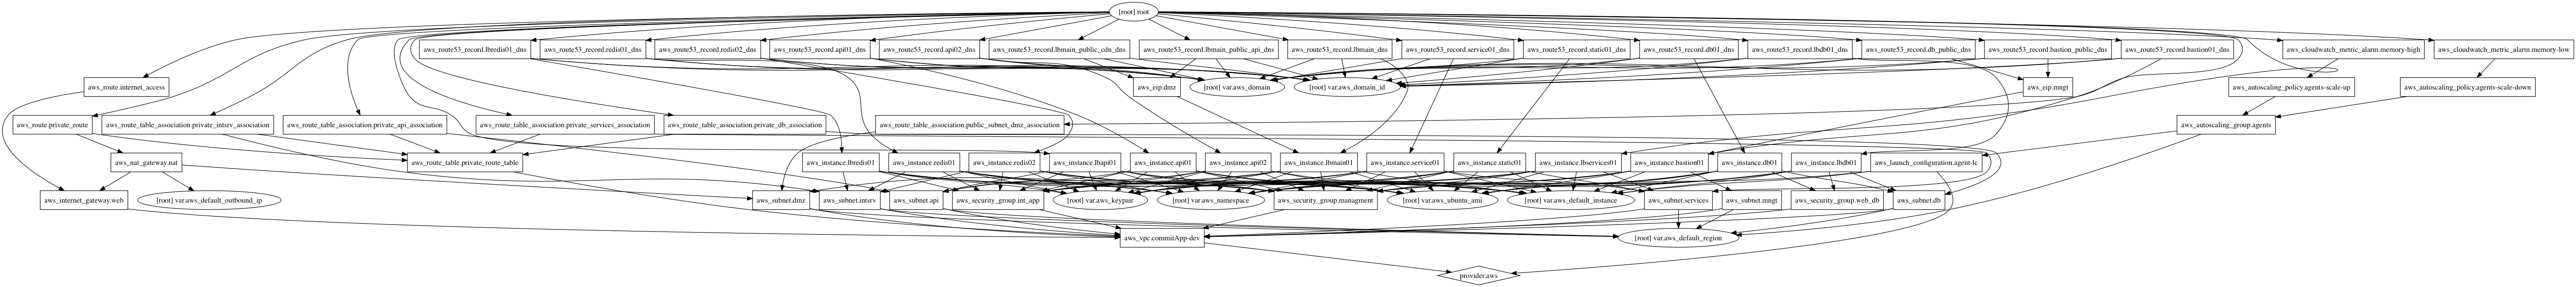 [root] root
aws_route53_record.lbredis01_dns
aws_route53_record.redis01_dns
aws_route53_record.redis02_dns
aws_route53_record.api01_dns
aws_route53_record.api02_dns
aws_route53_record.lbmain_public_cdn_dns
aws_route53_record.lbmain_public_api_dns
aws_route53_record.lbmain_dns
aws_route53_record.service01_dns
aws_route53_record.static01_dns
aws_route53_record.db01_dns
aws_route53_record.lbdb01_dns
aws_route53_record.db_public_dns
aws_route53_record.bastion_public_dns
aws_route53_record.bastion01_dns
aws_cloudwatch_metric_alarm.memory-high
aws_cloudwatch_metric_alarm.memory-low
aws_route.internet_access
aws_eip.dmz
[root] var.aws_domain
[root] var.aws_domain_id
aws_eip.mngt
aws_autoscaling_policy.agents-scale-up
aws_autoscaling_policy.agents-scale-down
aws_route.private_route
aws_route_table_association.private_intsrv_association
aws_route_table_association.private_api_association
aws_route_table_association.private_services_association
aws_route_table_association.private_db_association
aws_route_table_association.public_subnet_dmz_association
aws_autoscaling_group.agents
aws_nat_gateway.nat
aws_route_table.private_route_table
aws_instance.lbredis01
aws_instance.redis01
aws_instance.redis02
aws_instance.lbapi01
aws_instance.api01
aws_instance.api02
aws_instance.lbmain01
aws_instance.service01
aws_instance.static01
aws_instance.lbservices01
aws_instance.bastion01
aws_instance.db01
aws_instance.lbdb01
aws_launch_configuration.agent-lc
aws_internet_gateway.web
[root] var.aws_default_outbound_ip
aws_subnet.dmz
aws_subnet.intsrv
aws_subnet.api
aws_security_group.int_app
[root] var.aws_keypair
[root] var.aws_namespace
aws_security_group.managment
[root] var.aws_ubuntu_ami
[root] var.aws_default_instance
aws_subnet.services
aws_subnet.mngt
aws_security_group.web_db
aws_subnet.db
aws_vpc.commitApp-dev
[root] var.aws_default_region
provider.aws